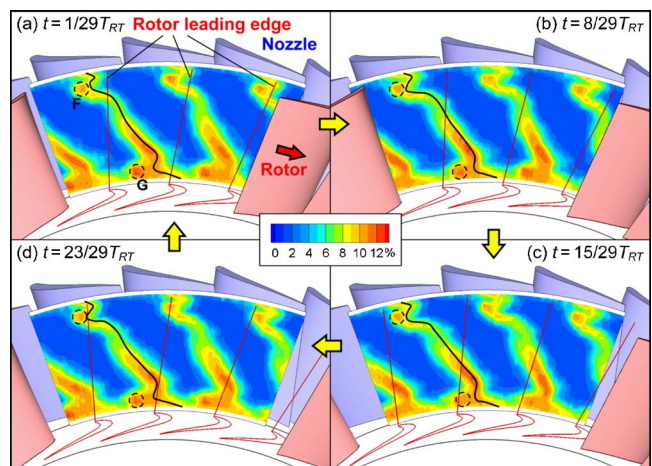 (a) t = 1/29T_RT
Rotor leading edge
Nozzle
(b) t = 8/29T_RT
F
G
Rotor
0 2 4 6 8 10 12%
(d) t = 23/29T_RT
(c) t = 15/29T_RT